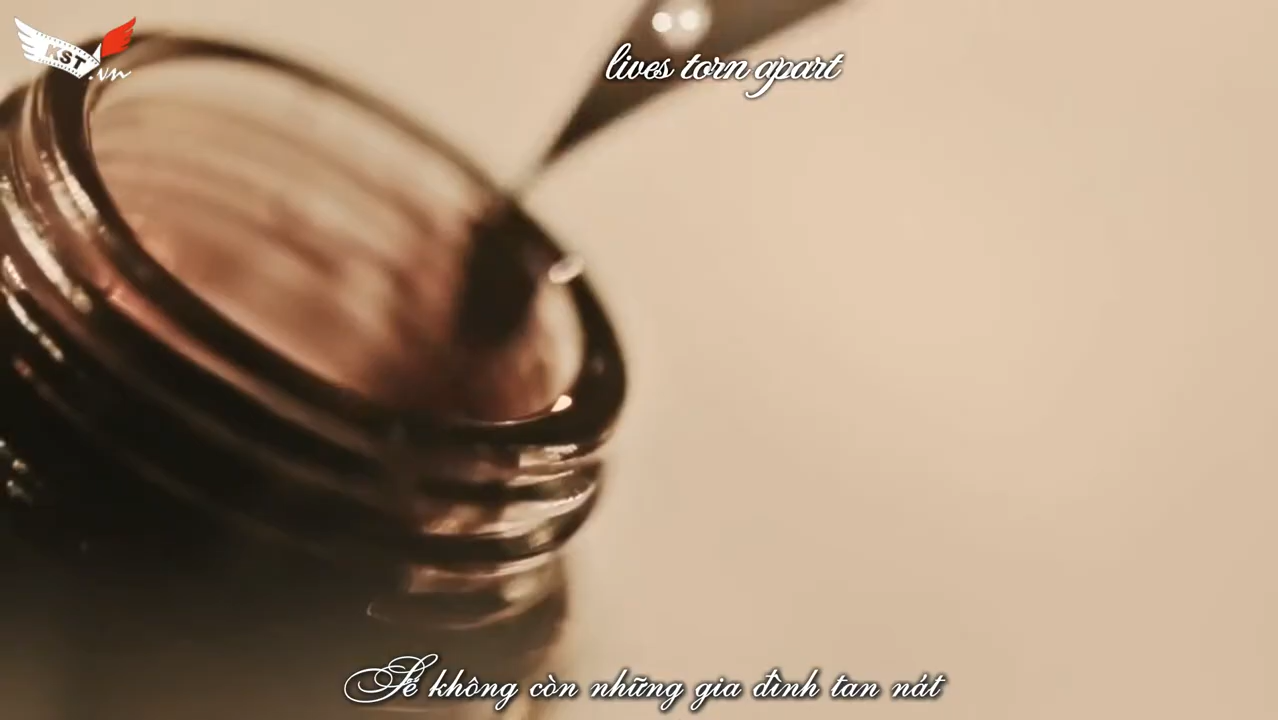 KST.vn
lives torn apart
Sẽ không còn những gia đình tan nát